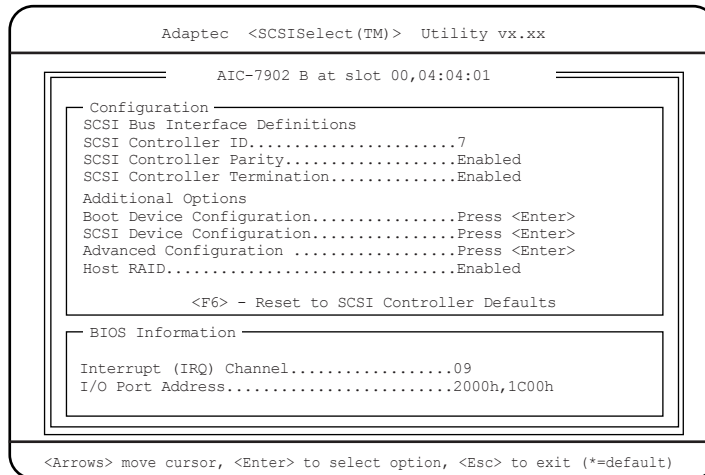 Adaptec <SCSISelect(TM)> Utility vx.xx
AIC-7902 B at slot 00,04:04:01
Configuration
SCSI Bus Interface Definitions
SCSI Controller ID.......................7
SCSI Controller Parity...................Enabled
SCSI Controller Termination..............Enabled
Additional Options
Boot Device Configuration................Press <Enter>
SCSI Device Configuration................Press <Enter>
Advanced Configuration ..................Press <Enter>
Host RAID................................Enabled
<F6> - Reset to SCSI Controller Defaults
BIOS Information
Interrupt (IRQ) Channel..................09
I/O Port Address.........................2000h,1C00h
<Arrows> move cursor, <Enter> to select option, <Esc> to exit (*=default)